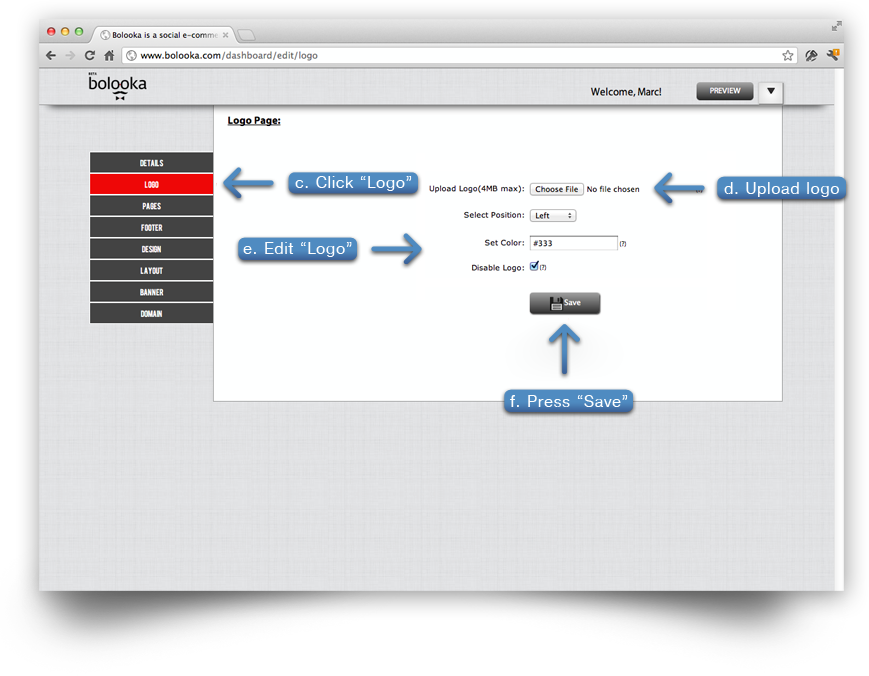 Bolooka is a social e-comme
www.bolooka.com/dashboard/edit/logo
BETA
bolooka
Welcome, Marc!
PREVIEW
Logo Page:
DETAILS
LOGO
PAGES
FOOTER
DESIGN
LAYOUT
BANNER
DOMAIN
c. Click “Logo”
Upload Logo(4MB max): Choose File No file chosen
d. Upload logo
Select Position: Left
e. Edit “Logo”
Set Color: #333 (?)
Disable Logo: (?)
Save
f. Press “Save”